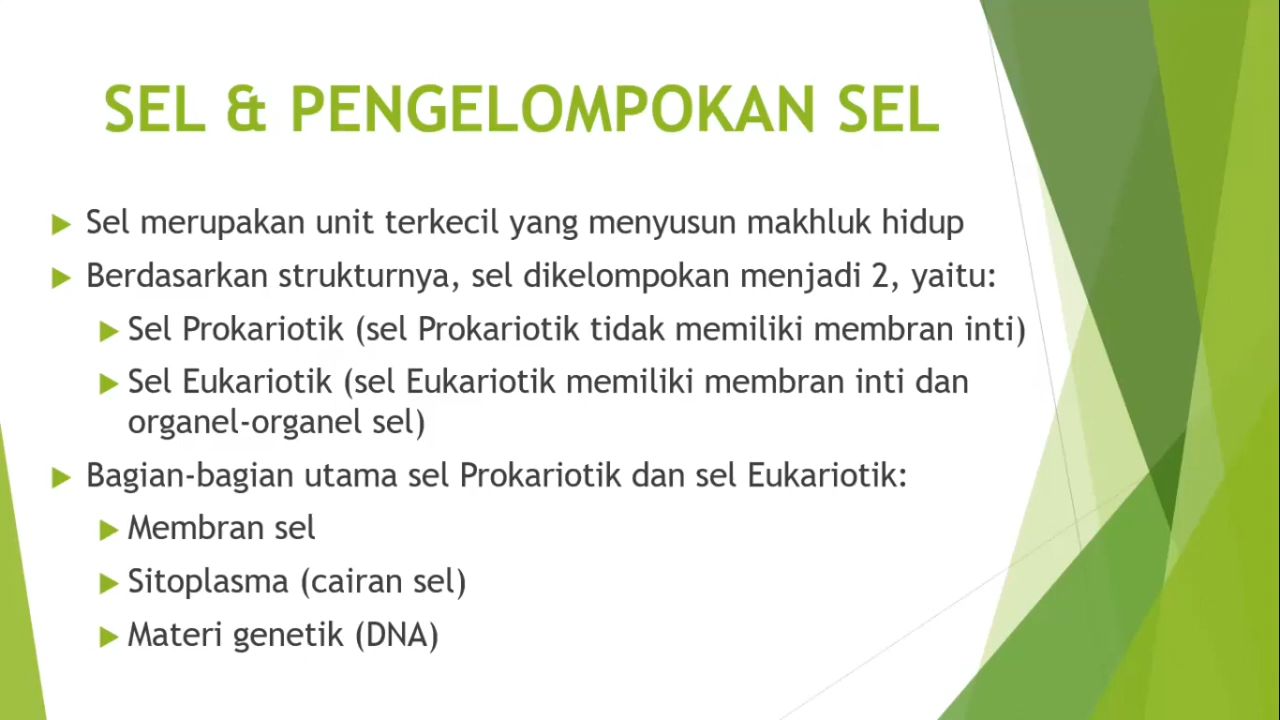 SEL & PENGELOMPOKAN SEL
Sel merupakan unit terkecil yang menyusun makhluk hidup
Berdasarkan strukturnya, sel dikelompokan menjadi 2, yaitu:
Sel Prokariotik (sel Prokariotik tidak memiliki membran inti)
Sel Eukariotik (sel Eukariotik memiliki membran inti dan
organel-organel sel)
Bagian-bagian utama sel Prokariotik dan sel Eukariotik:
Membran sel
Sitoplasma (cairan sel)
Materi genetik (DNA)